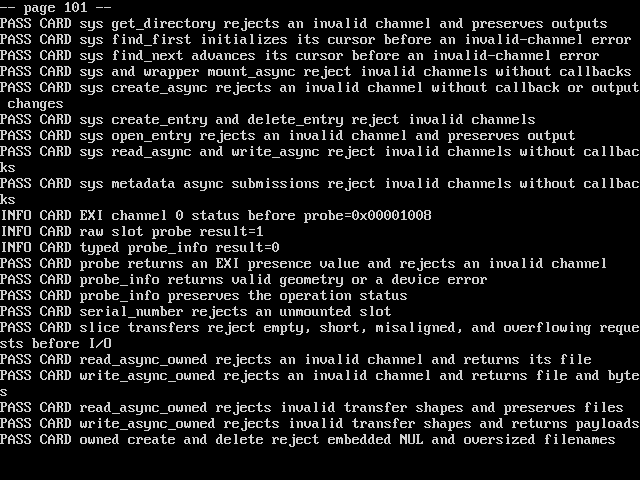 -- page 101 --
PASS CARD sys get_directory rejects an invalid channel and preserves outputs
PASS CARD sys find_first initializes its cursor before an invalid-channel error
PASS CARD sys find_next advances its cursor before an invalid-channel error
PASS CARD sys and wrapper mount_async reject invalid channels without callbacks
PASS CARD sys create_async rejects an invalid channel without callback or output
 changes
PASS CARD sys create_entry and delete_entry reject invalid channels
PASS CARD sys open_entry rejects an invalid channel and preserves output
PASS CARD sys read_async and write_async reject invalid channels without callbac
ks
PASS CARD sys metadata async submissions reject invalid channels without callbac
ks
INFO CARD EXI channel 0 status before probe=0x00001008
INFO CARD raw slot probe result=1
INFO CARD typed probe_info result=0
PASS CARD probe returns an EXI presence value and rejects an invalid channel
PASS CARD probe_info returns valid geometry or a device error
PASS CARD probe_info preserves the operation status
PASS CARD serial_number rejects an unmounted slot
PASS CARD slice transfers reject empty, short, misaligned, and overflowing reque
sts before I/O
PASS CARD read_async_owned rejects an invalid channel and returns its file
PASS CARD write_async_owned rejects an invalid channel and returns file and byte
s
PASS CARD read_async_owned rejects invalid transfer shapes and preserves files
PASS CARD write_async_owned rejects invalid transfer shapes and returns payloads
PASS CARD owned create and delete reject embedded NUL and oversized filenames